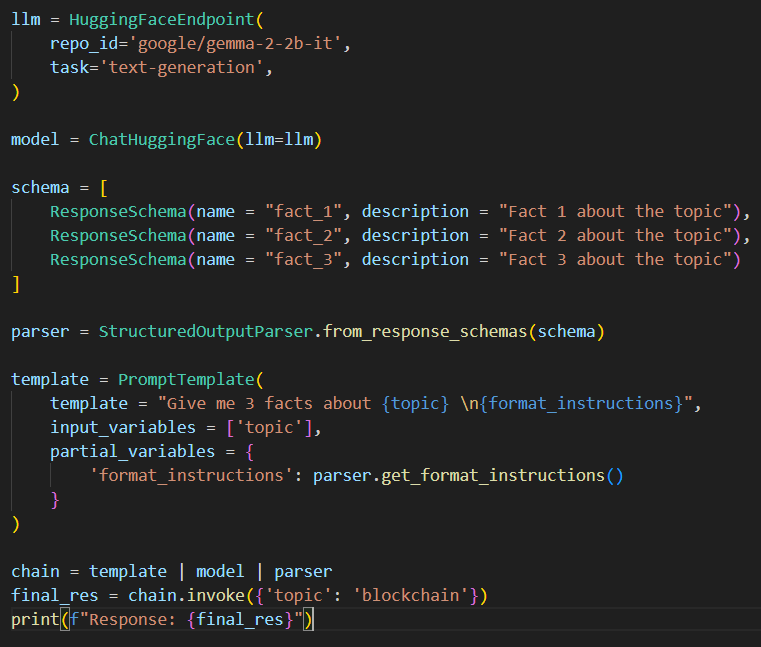 llm = HuggingFaceEndpoint(
    repo_id='google/gemma-2-2b-it',
    task='text-generation',
)
model = ChatHuggingFace(llm=llm)
schema = [
    ResponseSchema(name = "fact_1", description = "Fact 1 about the topic"),
    ResponseSchema(name = "fact_2", description = "Fact 2 about the topic"),
    ResponseSchema(name = "fact_3", description = "Fact 3 about the topic")
]
parser = StructuredOutputParser.from_response_schemas(schema)
template = PromptTemplate(
    template = "Give me 3 facts about {topic} \n{format_instructions}",
    input_variables = ['topic'],
    partial_variables = {
        'format_instructions': parser.get_format_instructions()
    }
)
chain = template | model | parser
final_res = chain.invoke({'topic': 'blockchain'})
print(f"Response: {final_res}")